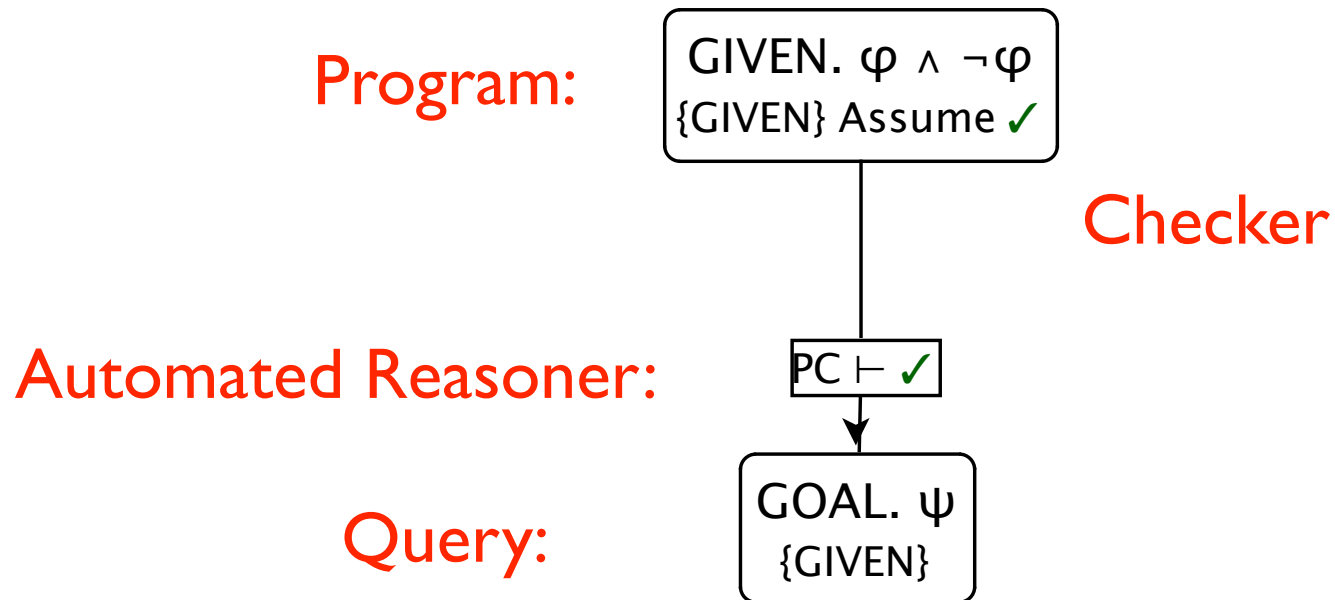 Program:
GIVEN. φ ∧ ¬φ
{GIVEN} Assume ✓
Checker
Automated Reasoner:
PC ⊢ ✓
Query:
GOAL. ψ
{GIVEN}